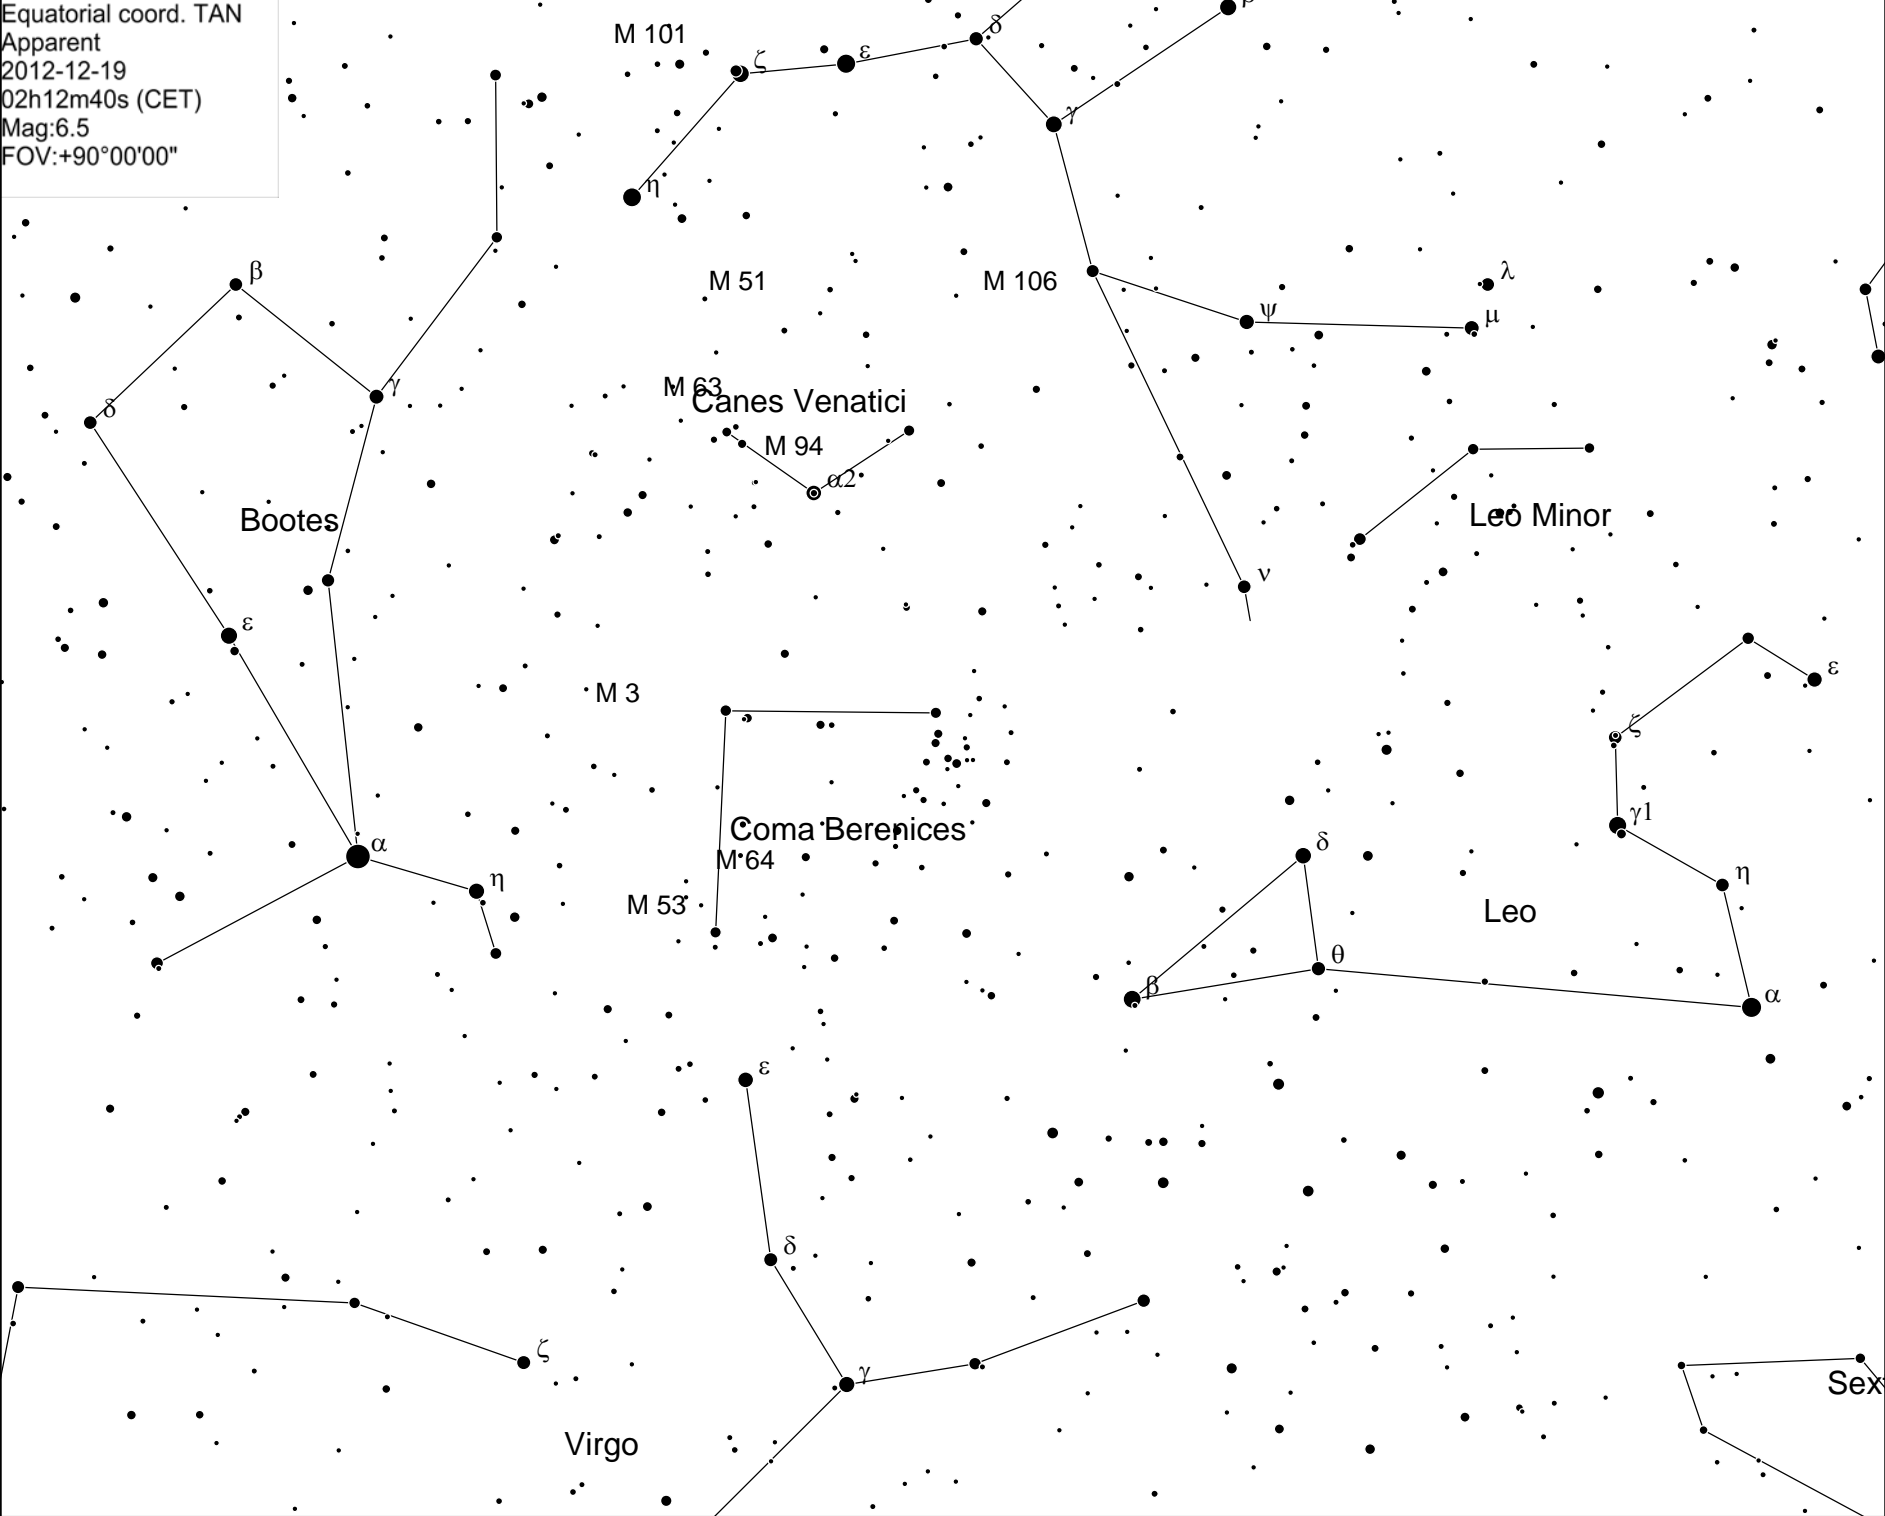 Equatorial coord. TAN
Apparent
2012-12-19
02h12m40s (CET)
Mag:6.5
FOV:+90°00'00"
M 101
ζ
ε
δ
γ
η
β
M 51
M 106
λ
ψ
μ
γ
δ
M 63
Canes Venatici
M 94
α2
Bootes
Leo Minor
ν
ε
M 3
ε
ζ
γ1
Coma Berenices
α
M 64
δ
η
η
M 53
Leo
θ
β
α
ε
δ
ζ
γ
Sex
Virgo